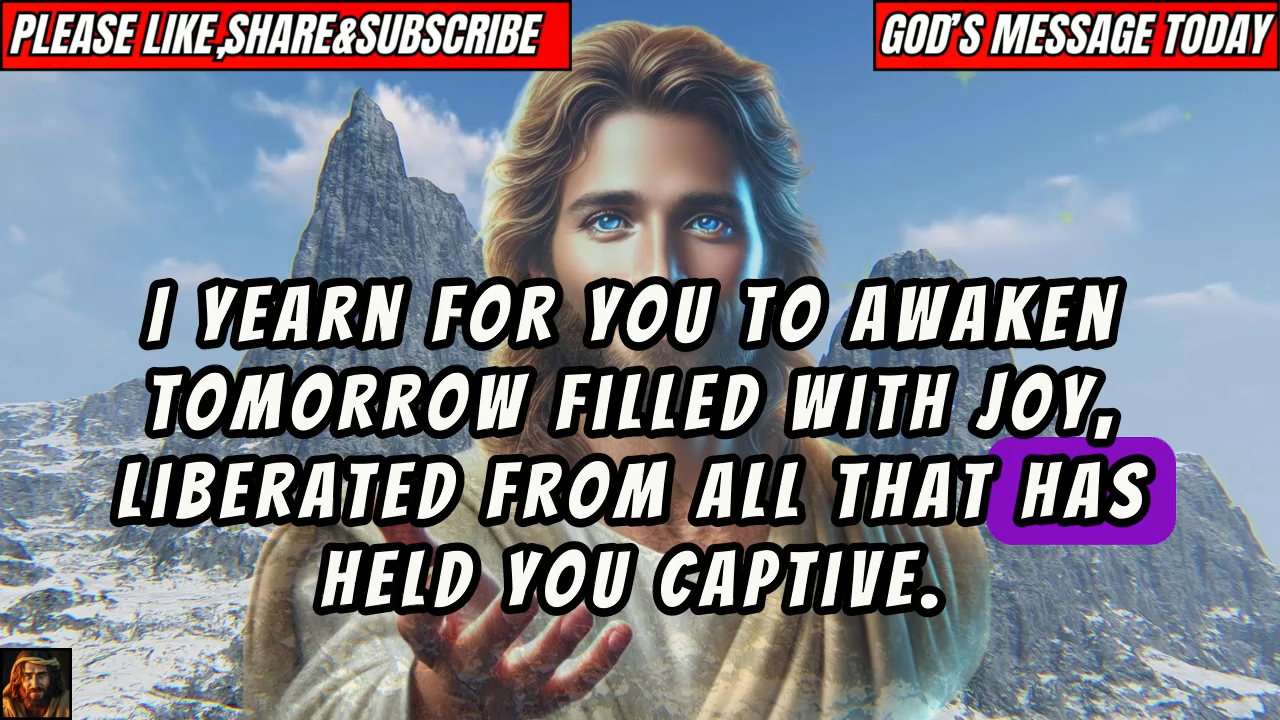 PLEASE LIKE,SHARE&SUBSCRIBE
GOD'S MESSAGE TODAY
I YEARN FOR YOU TO AWAKEN
TOMORROW FILLED WITH JOY,
LIBERATED FROM ALL THAT HAS
HELD YOU CAPTIVE.